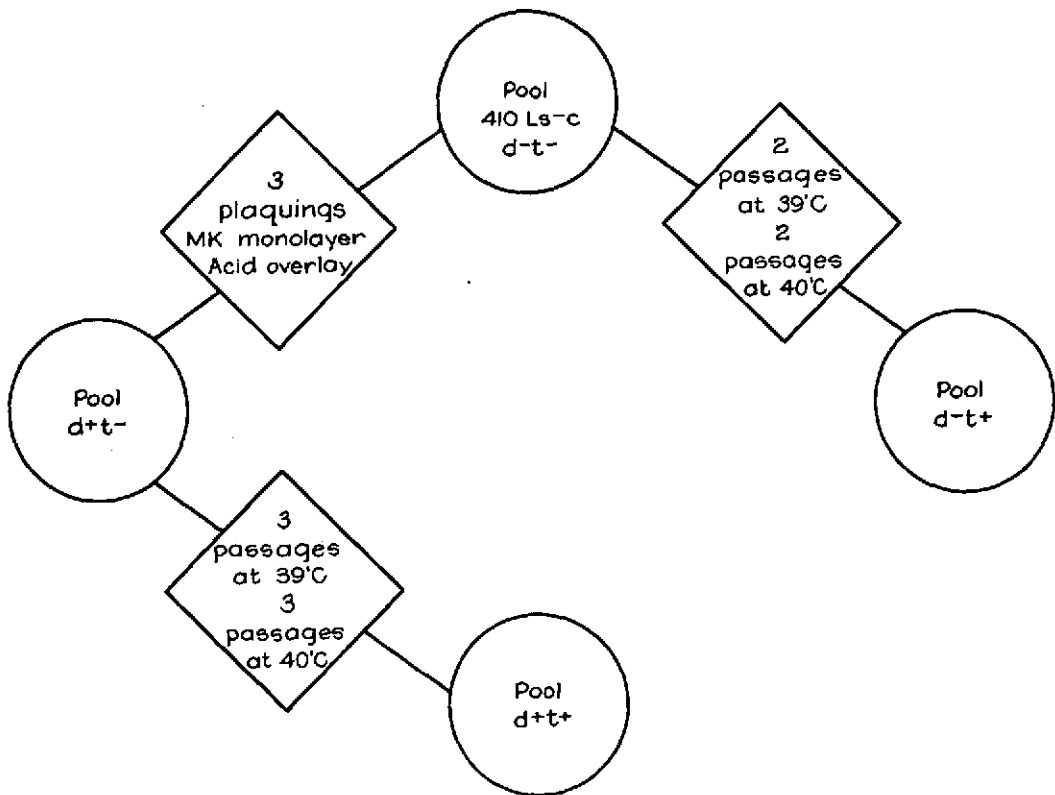 Pool
410 Ls-c
d-t-
3
plaquings
MK monolayer
Acid overlay
2
passages
at 39°C
2
passages
at 40°C
Pool
d+t-
Pool
d-t+
3
passages
at 39°C
3
passages
at 40°C
Pool
d+t+